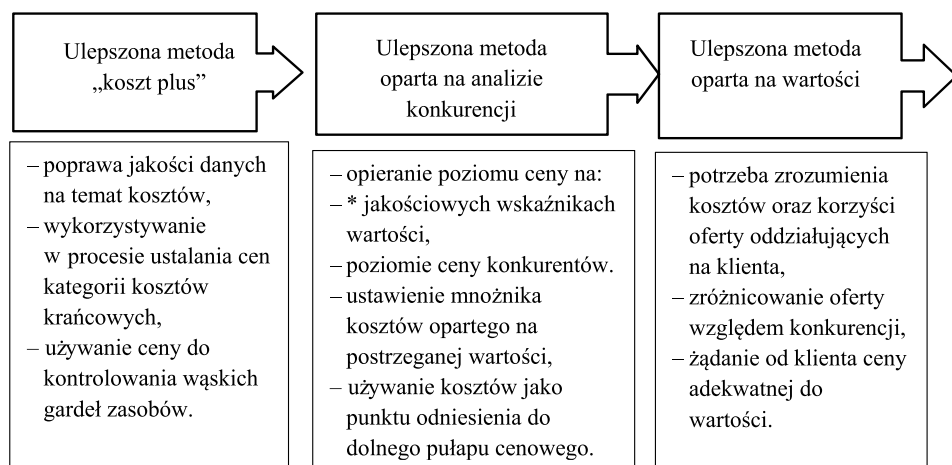 Ulepszona metoda
„koszt plus”
Ulepszona metoda
oparta na analizie
konkurencji
Ulepszona metoda
oparta na wartości
– poprawa jakości danych
na temat kosztów,
– wykorzystywanie
w procesie ustalania cen
kategorii kosztów
krańcowych,
– używanie ceny do
kontrolowania wąskich
gardeł zasobów.
– opieranie poziomu ceny na:
– * jakościowych wskaźnikach
wartości,
– poziomie ceny konkurentów.
– ustawienie mnożnika
kosztów opartego na
postrzeganej wartości,
– używanie kosztów jako
punktu odniesienia do
dolnego pułapu cenowego.
– potrzeba zrozumienia
kosztów oraz korzyści
oferty oddziałujących
na klienta,
– zróżnicowanie oferty
względem konkurencji,
– żądanie od klienta ceny
adekwatnej do
wartości.